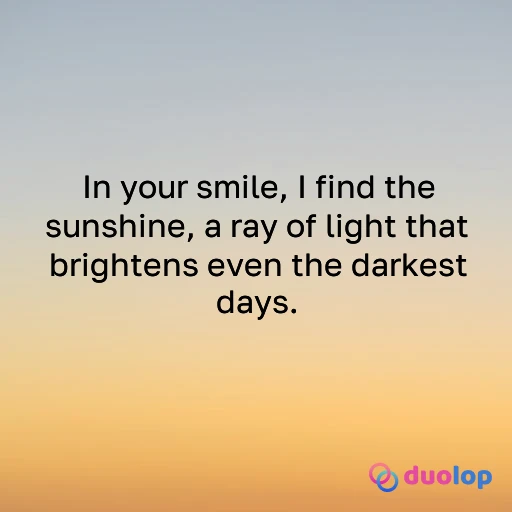 In your smile, I find the
sunshine, a ray of light that
brightens even the darkest
days.
duolop